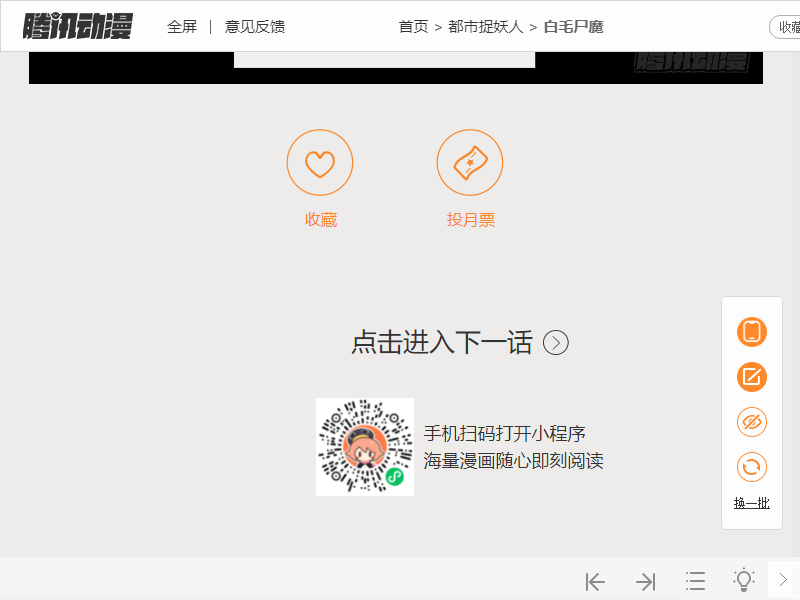 腾讯动漫 全屏 | 意见反馈 首页 > 都市捉妖人 > 白毛尸魔 收藏
腾讯动漫
收藏 投月票
点击进入下一话
手机扫码打开小程序
海量漫画随心即刻阅读
换一批